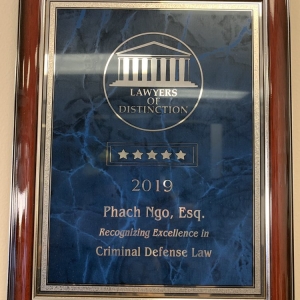 LAWYERS
OF
DISTINCTION
2019
Phach Ngo, Esq.
Recognizing Excellence in
Criminal Defense Law